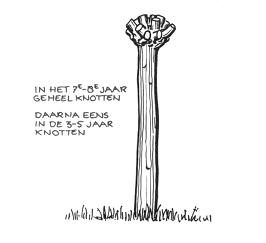 IN HET 7E-8E JAAR
GEHEEL KNOTTEN
DAARNA EENS
IN DE 3-5 JAAR
KNOTTEN